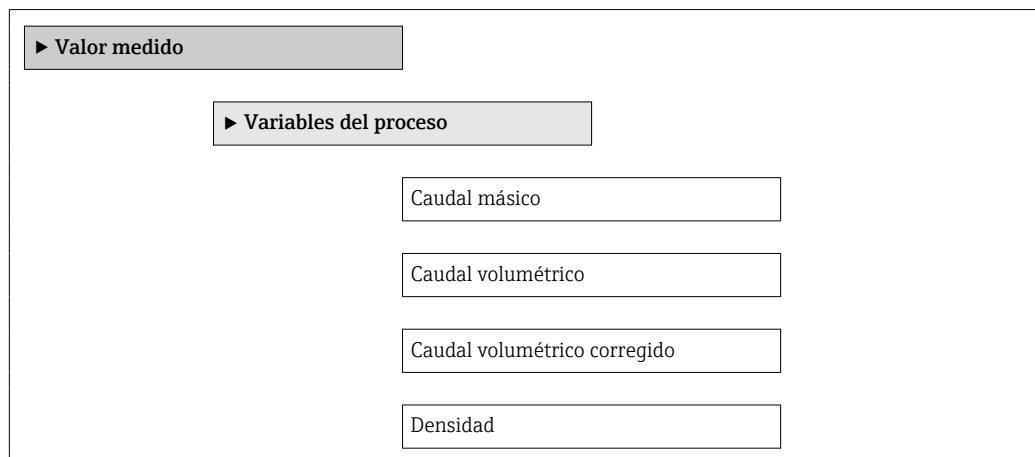 ▶ Valor medido
▶ Variables del proceso
Caudal másico
Caudal volumétrico
Caudal volumétrico corregido
Densidad